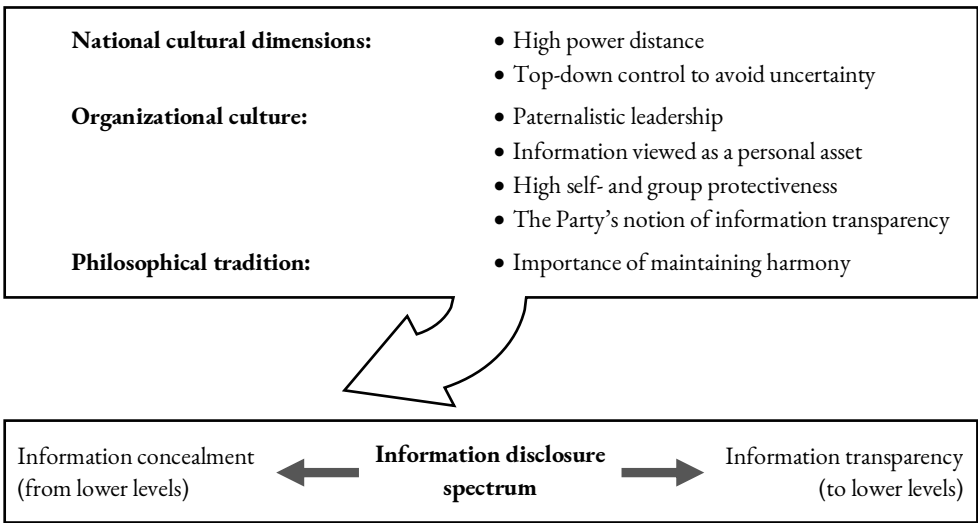 National cultural dimensions:
• High power distance
• Top-down control to avoid uncertainty
Organizational culture:
• Paternalistic leadership
• Information viewed as a personal asset
• High self- and group protectiveness
• The Party’s notion of information transparency
Philosophical tradition:
• Importance of maintaining harmony
Information concealment
(from lower levels)
Information disclosure
spectrum
Information transparency
(to lower levels)